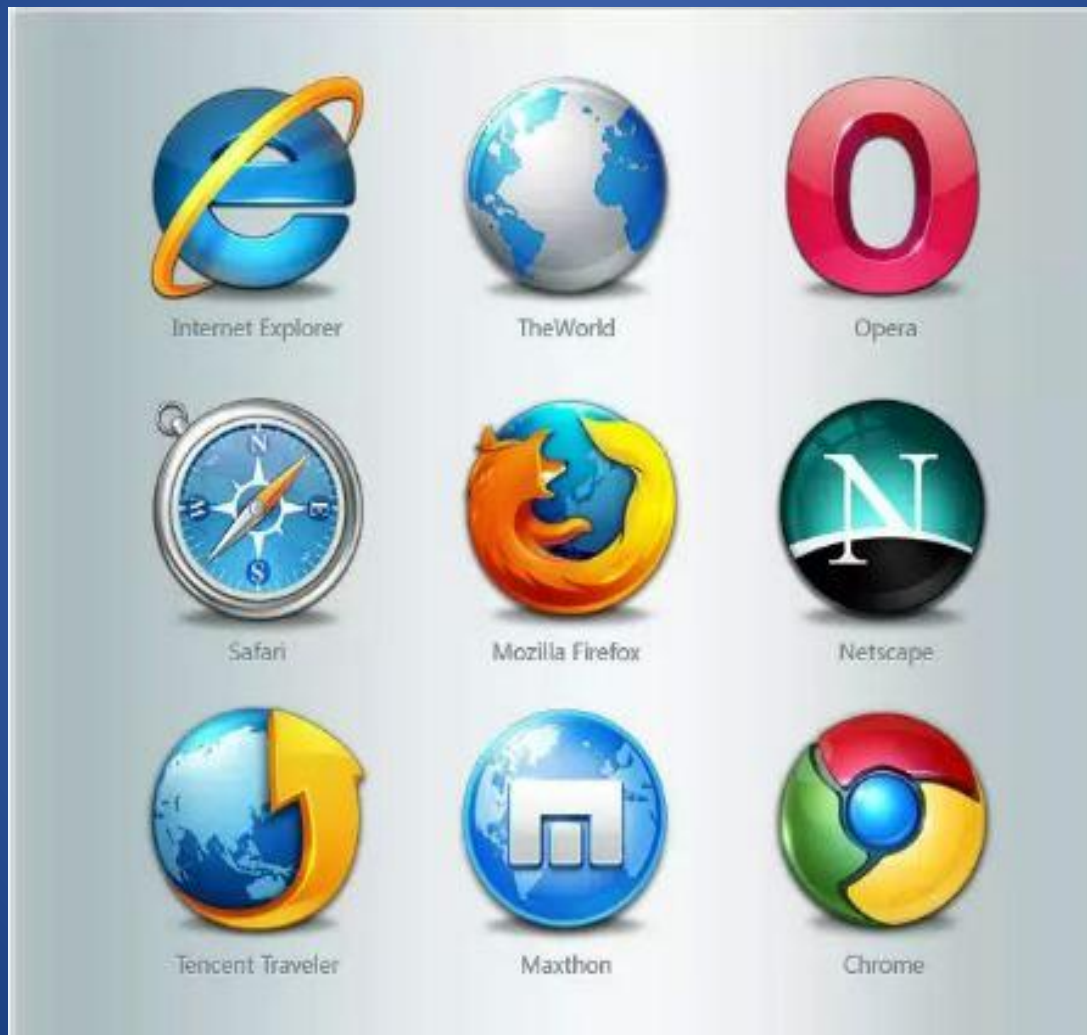 Internet Explorer
TheWorld
Opera
N
W
E
S
Safari
Mozilla Firefox
N
Netscape
Tencent Traveler
Maxthon
Chrome